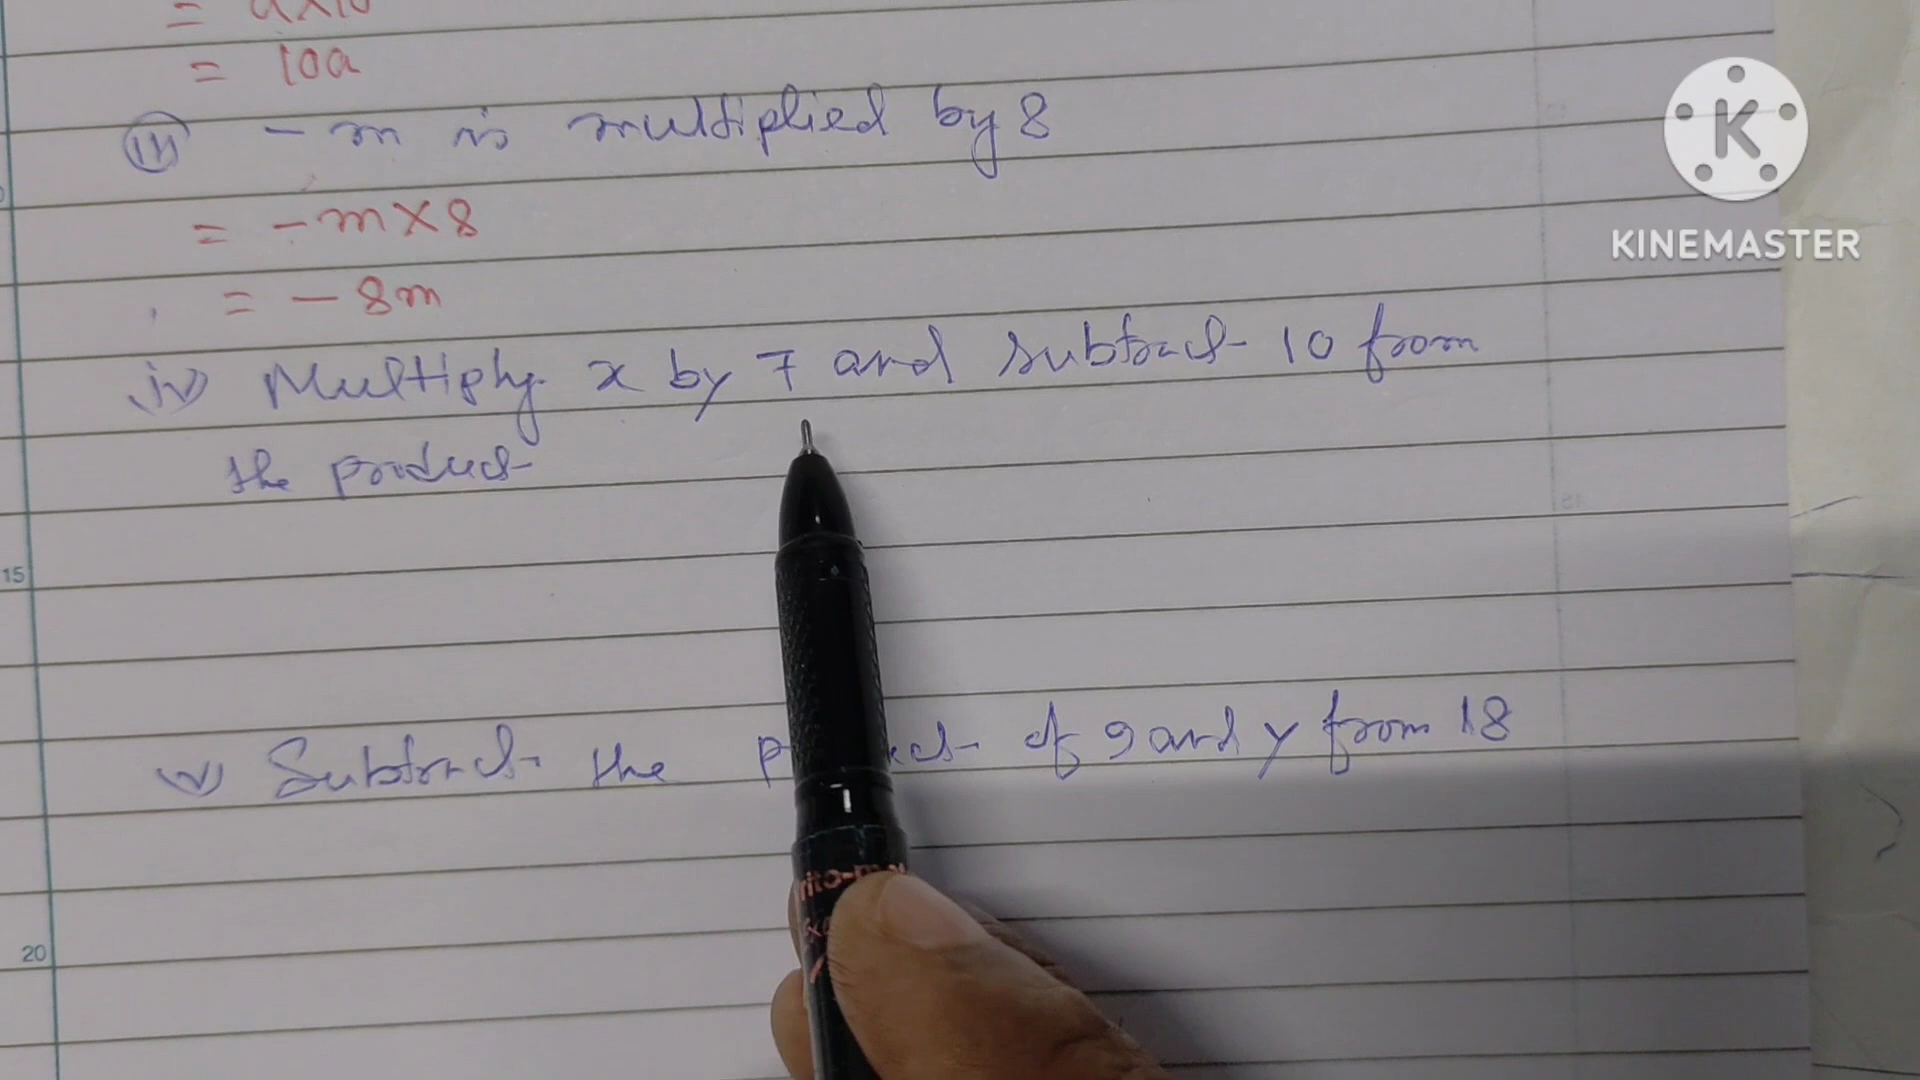 = a×10
= 10a
(iii) - m is multiplied by 8
= - m × 8
= - 8m
(iv) Multiply x by 7 and subtract 10 from
the product
(v) Subtract the of 9 and y from 18
15
20
K
KINEMASTER